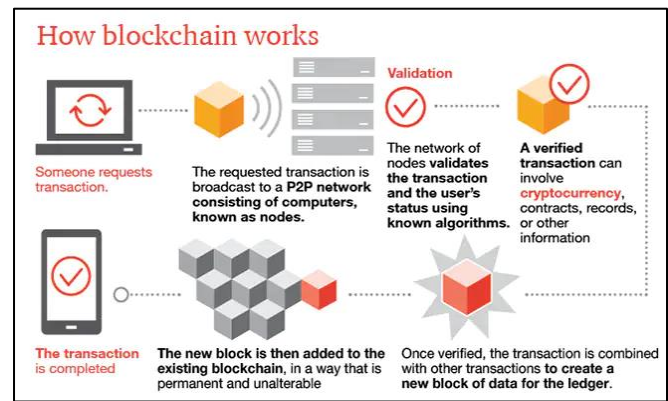 How blockchain works
Someone requests
transaction.
The requested transaction is
broadcast to a P2P network
consisting of computers,
known as nodes.
Validation
The network of
nodes validates
the transaction
and the user's
status using
known algorithms.
A verified
transaction can
involve
cryptocurrency,
contracts, records,
or other
information
Once verified, the transaction is combined
with other transactions to create a
new block of data for the ledger.
The new block is then added to the
existing blockchain, in a way that is
permanent and unalterable
The transaction
is completed